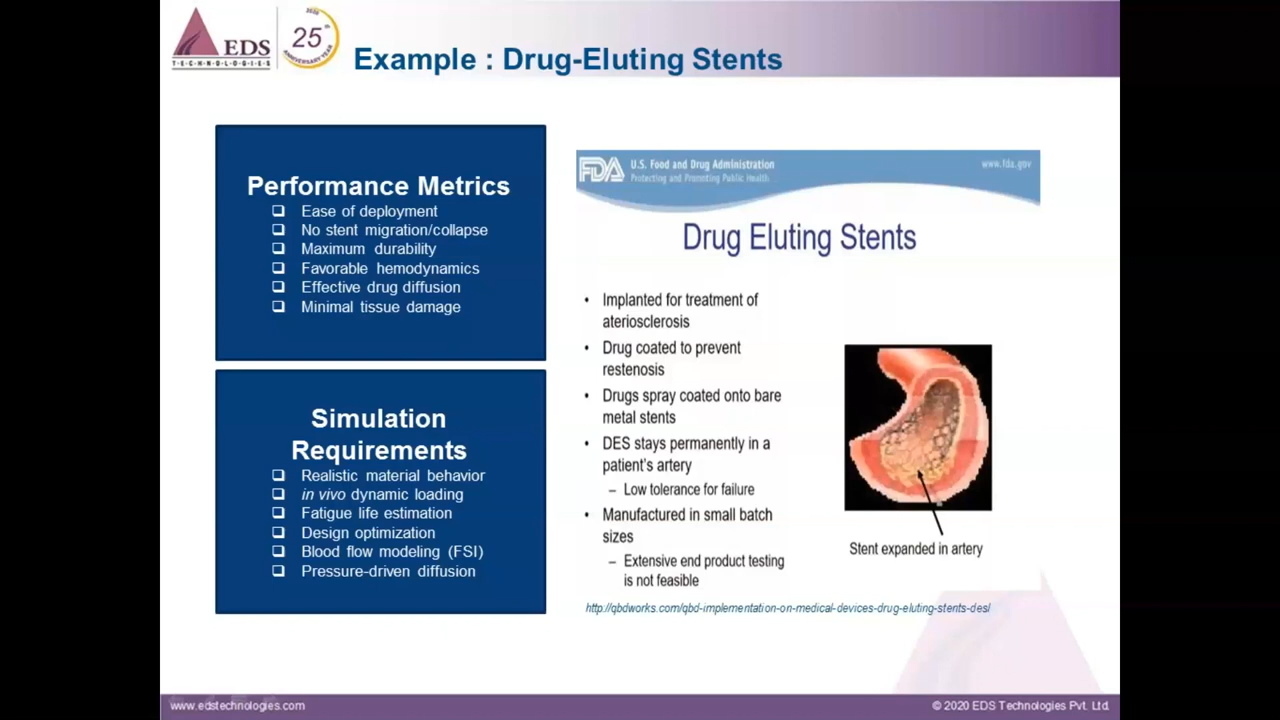 EDS
TECHNOLOGIES
25th
ANNIVERSARY YEAR
Example : Drug-Eluting Stents
Performance Metrics
Ease of deployment
No stent migration/collapse
Maximum durability
Favorable hemodynamics
Effective drug diffusion
Minimal tissue damage
Simulation
Requirements
Realistic material behavior
in vivo dynamic loading
Fatigue life estimation
Design optimization
Blood flow modeling (FSI)
Pressure-driven diffusion
FDA
U.S. Food and Drug Administration
Protecting and Promoting Public Health
www.fda.gov
Drug Eluting Stents
• Implanted for treatment of
ateriosclerosis
• Drug coated to prevent
restenosis
• Drugs spray coated onto bare
metal stents
• DES stays permanently in a
patient's artery
– Low tolerance for failure
• Manufactured in small batch
sizes
– Extensive end product testing
is not feasible
Stent expanded in artery
http://qbdworks.com/qbd-implementation-on-medical-devices-drug-eluting-stents-des/
www.edstechnologies.com
© 2020 EDS Technologies Pvt. Ltd.